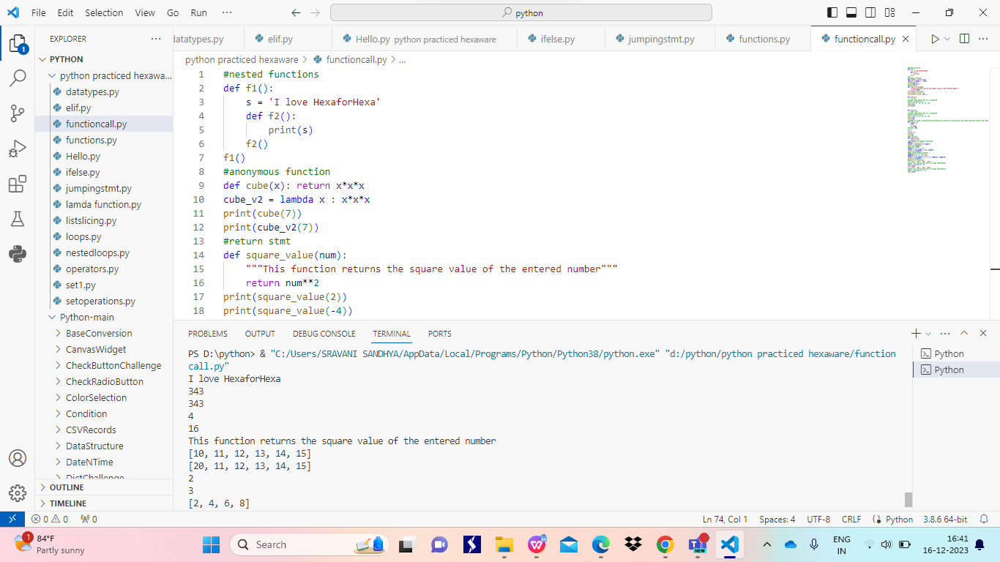 File Edit Selection View Go Run ··· python
EXPLORER ···
PYTHON
python practiced hexawa...
datatypes.py
elif.py
functioncall.py
functions.py
Hello.py
ifelse.py
jumpingstmt.py
lamda function.py
listslicing.py
loops.py
nestedloops.py
operators.py
set1.py
setoperations.py
Python-main
BaseConversion
CanvasWidget
CheckButtonChallenge
CheckRadioButton
ColorSelection
Condition
CSVRecords
DataStructure
DateNTime
DictChallenge
OUTLINE
TIMELINE
1
datatypes.py elif.py Hello.py python practiced hexaware ifelse.py jumpingstmt.py functions.py functioncall.py
python practiced hexaware > functioncall.py > ...
1 #nested functions
2 def f1():
3 s = 'I love HexaforHexa'
4 def f2():
5 print(s)
6 f2()
7 f1()
8 #anonymous function
9 def cube(x): return x*x*x
10 cube_v2 = lambda x : x*x*x
11 print(cube(7))
12 print(cube_v2(7))
13 #return stmt
14 def square_value(num):
15 """This function returns the square value of the entered number"""
16 return num**2
17 print(square_value(2))
18 print(square_value(-4))
PROBLEMS OUTPUT DEBUG CONSOLE TERMINAL PORTS
PS D:\python> & "C:/Users/SRAVANI SANDHYA/AppData/Local/Programs/Python/Python38/python.exe" "d:/python/python practiced hexaware/function
call.py"
I love HexaforHexa
343
343
4
16
This function returns the square value of the entered number
[10, 11, 12, 13, 14, 15]
[20, 11, 12, 13, 14, 15]
2
3
[2, 4, 6, 8]
Python
Python
0 0 0 Ln 74, Col 1 Spaces: 4 UTF-8 CRLF Python 3.8.6 64-bit
1 84°F
Partly sunny
Search
NEW
ENG
IN
16:41
16-12-2023